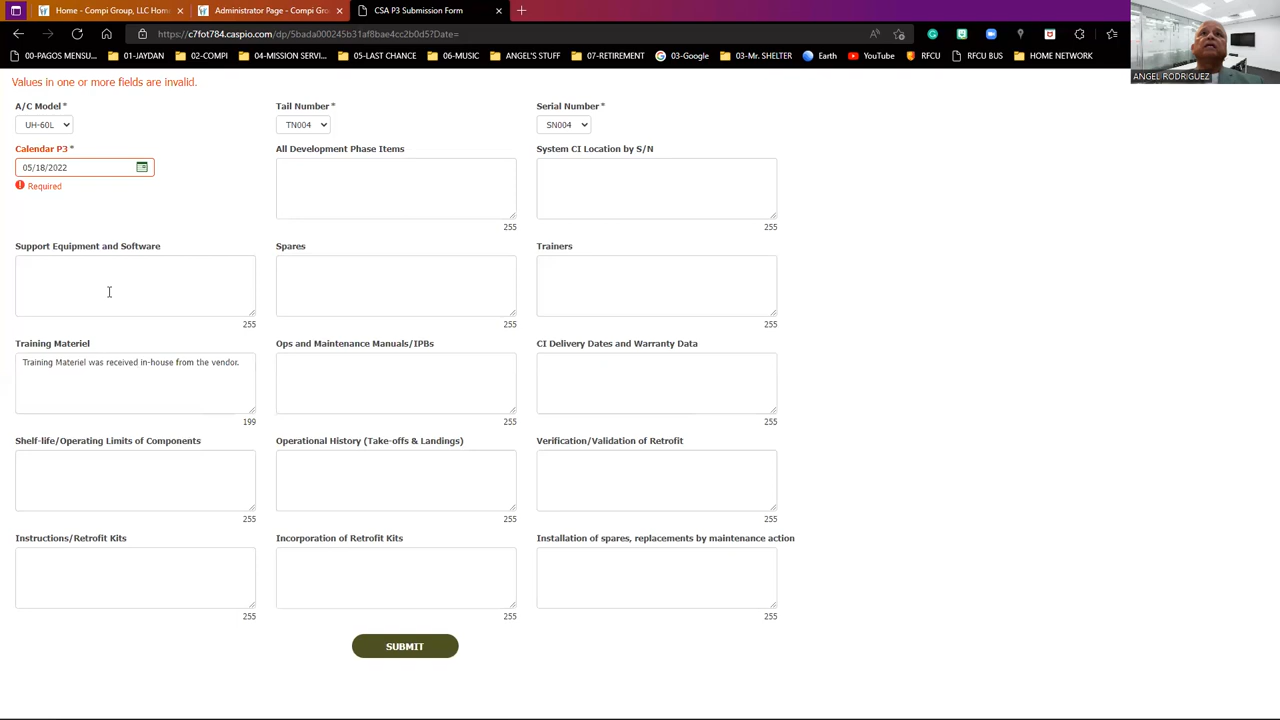 Home - Compi Group, LLC Hom
Administrator Page - Compi Gro
CSA P3 Submission Form
https://c7fot784.caspio.com/dp/5bada000245b31af8bae4cc2b0d5?Date=
00-PAGOS MENSU...
01-JAYDAN
02-COMPI
04-MISSION SERVI...
05-LAST CHANCE
06-MUSIC
ANGEL'S STUFF
07-RETIREMENT
03-Google
03-Mr. SHELTER
Earth
YouTube
RFCU
RFCU BUS
HOME NETWORK
ANGEL RODRIGUEZ
Values in one or more fields are invalid.
A/C Model *
Tail Number *
Serial Number *
UH-60L
TN004
SN004
Calendar P3 *
All Development Phase Items
System CI Location by S/N
05/18/2022
Required
255
255
Support Equipment and Software
Spares
Trainers
255
255
255
Training Materiel
Ops and Maintenance Manuals/IPBs
CI Delivery Dates and Warranty Data
Training Materiel was received in-house from the vendor.
199
255
255
Shelf-life/Operating Limits of Components
Operational History (Take-offs & Landings)
Verification/Validation of Retrofit
255
255
255
Instructions/Retrofit Kits
Incorporation of Retrofit Kits
Installation of spares, replacements by maintenance action
255
255
255
SUBMIT